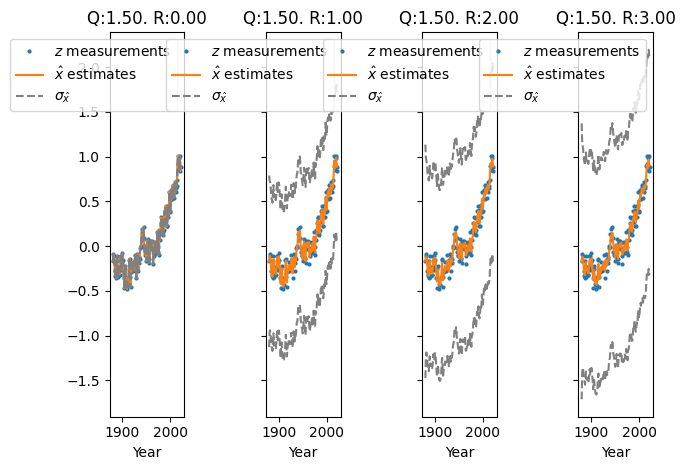 Q:1.50. R:0.00
Q:1.50. R:1.00
Q:1.50. R:2.00
Q:1.50. R:3.00
z measurements
x̂ estimates
σx̂
z measurements
x̂ estimates
σx̂
z measurements
x̂ estimates
σx̂
z measurements
x̂ estimates
σx̂
1.5
1.0
0.5
0.0
−0.5
−1.0
−1.5
1900 2000
1900 2000
1900 2000
1900 2000
Year
Year
Year
Year